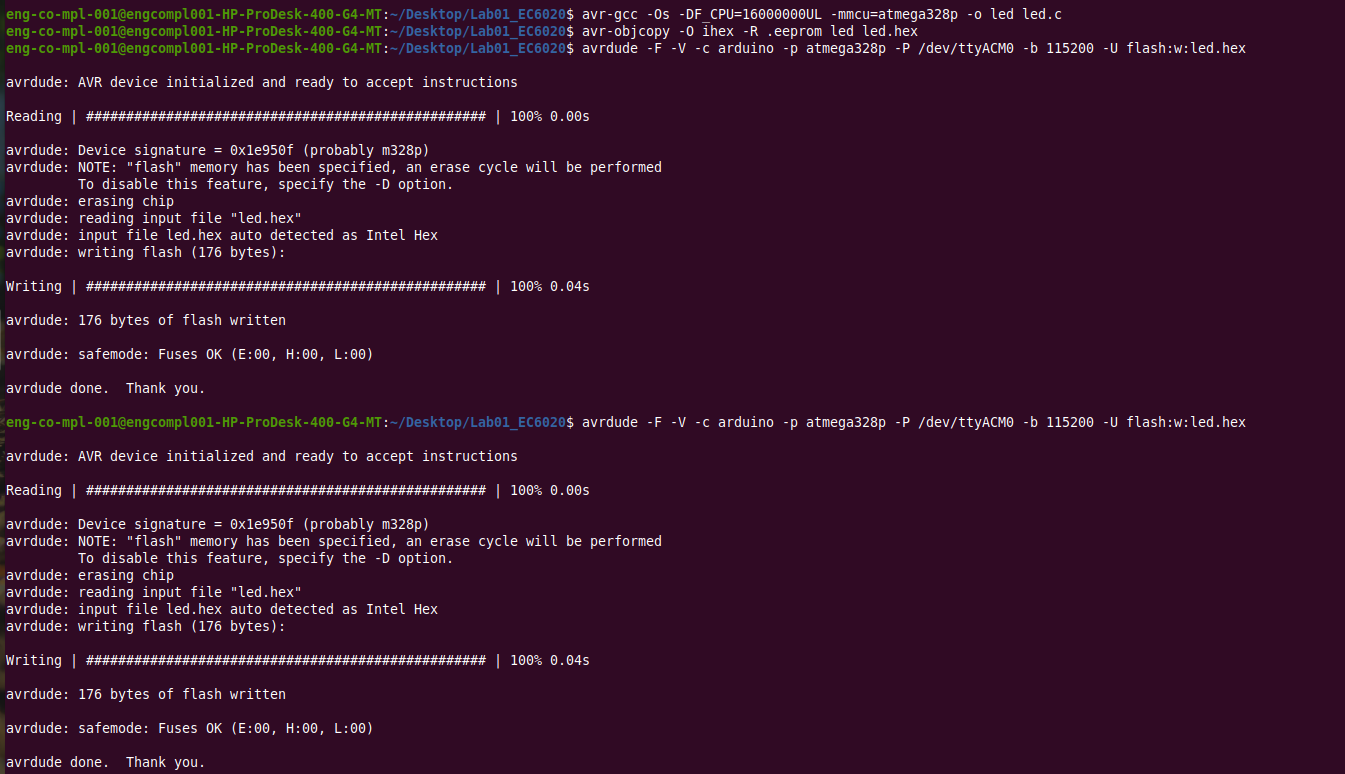 eng-co-mpl-001@engcompl001-HP-ProDesk-400-G4-MT:~/Desktop/Lab01_EC6020$ avr-gcc -Os -DF_CPU=16000000UL -mmcu=atmega328p -o led led.c
eng-co-mpl-001@engcompl001-HP-ProDesk-400-G4-MT:~/Desktop/Lab01_EC6020$ avr-objcopy -O ihex -R .eeprom led led.hex
eng-co-mpl-001@engcompl001-HP-ProDesk-400-G4-MT:~/Desktop/Lab01_EC6020$ avrdude -F -V -c arduino -p atmega328p -P /dev/ttyACM0 -b 115200 -U flash:w:led.hex
avrdude: AVR device initialized and ready to accept instructions
Reading | ################################################## | 100% 0.00s
avrdude: Device signature = 0x1e950f (probably m328p)
avrdude: NOTE: "flash" memory has been specified, an erase cycle will be performed
         To disable this feature, specify the -D option.
avrdude: erasing chip
avrdude: reading input file "led.hex"
avrdude: input file led.hex auto detected as Intel Hex
avrdude: writing flash (176 bytes):
Writing | ################################################## | 100% 0.04s
avrdude: 176 bytes of flash written
avrdude: safemode: Fuses OK (E:00, H:00, L:00)
avrdude done.  Thank you.
eng-co-mpl-001@engcompl001-HP-ProDesk-400-G4-MT:~/Desktop/Lab01_EC6020$ avrdude -F -V -c arduino -p atmega328p -P /dev/ttyACM0 -b 115200 -U flash:w:led.hex
avrdude: AVR device initialized and ready to accept instructions
Reading | ################################################## | 100% 0.00s
avrdude: Device signature = 0x1e950f (probably m328p)
avrdude: NOTE: "flash" memory has been specified, an erase cycle will be performed
         To disable this feature, specify the -D option.
avrdude: erasing chip
avrdude: reading input file "led.hex"
avrdude: input file led.hex auto detected as Intel Hex
avrdude: writing flash (176 bytes):
Writing | ################################################## | 100% 0.04s
avrdude: 176 bytes of flash written
avrdude: safemode: Fuses OK (E:00, H:00, L:00)
avrdude done.  Thank you.